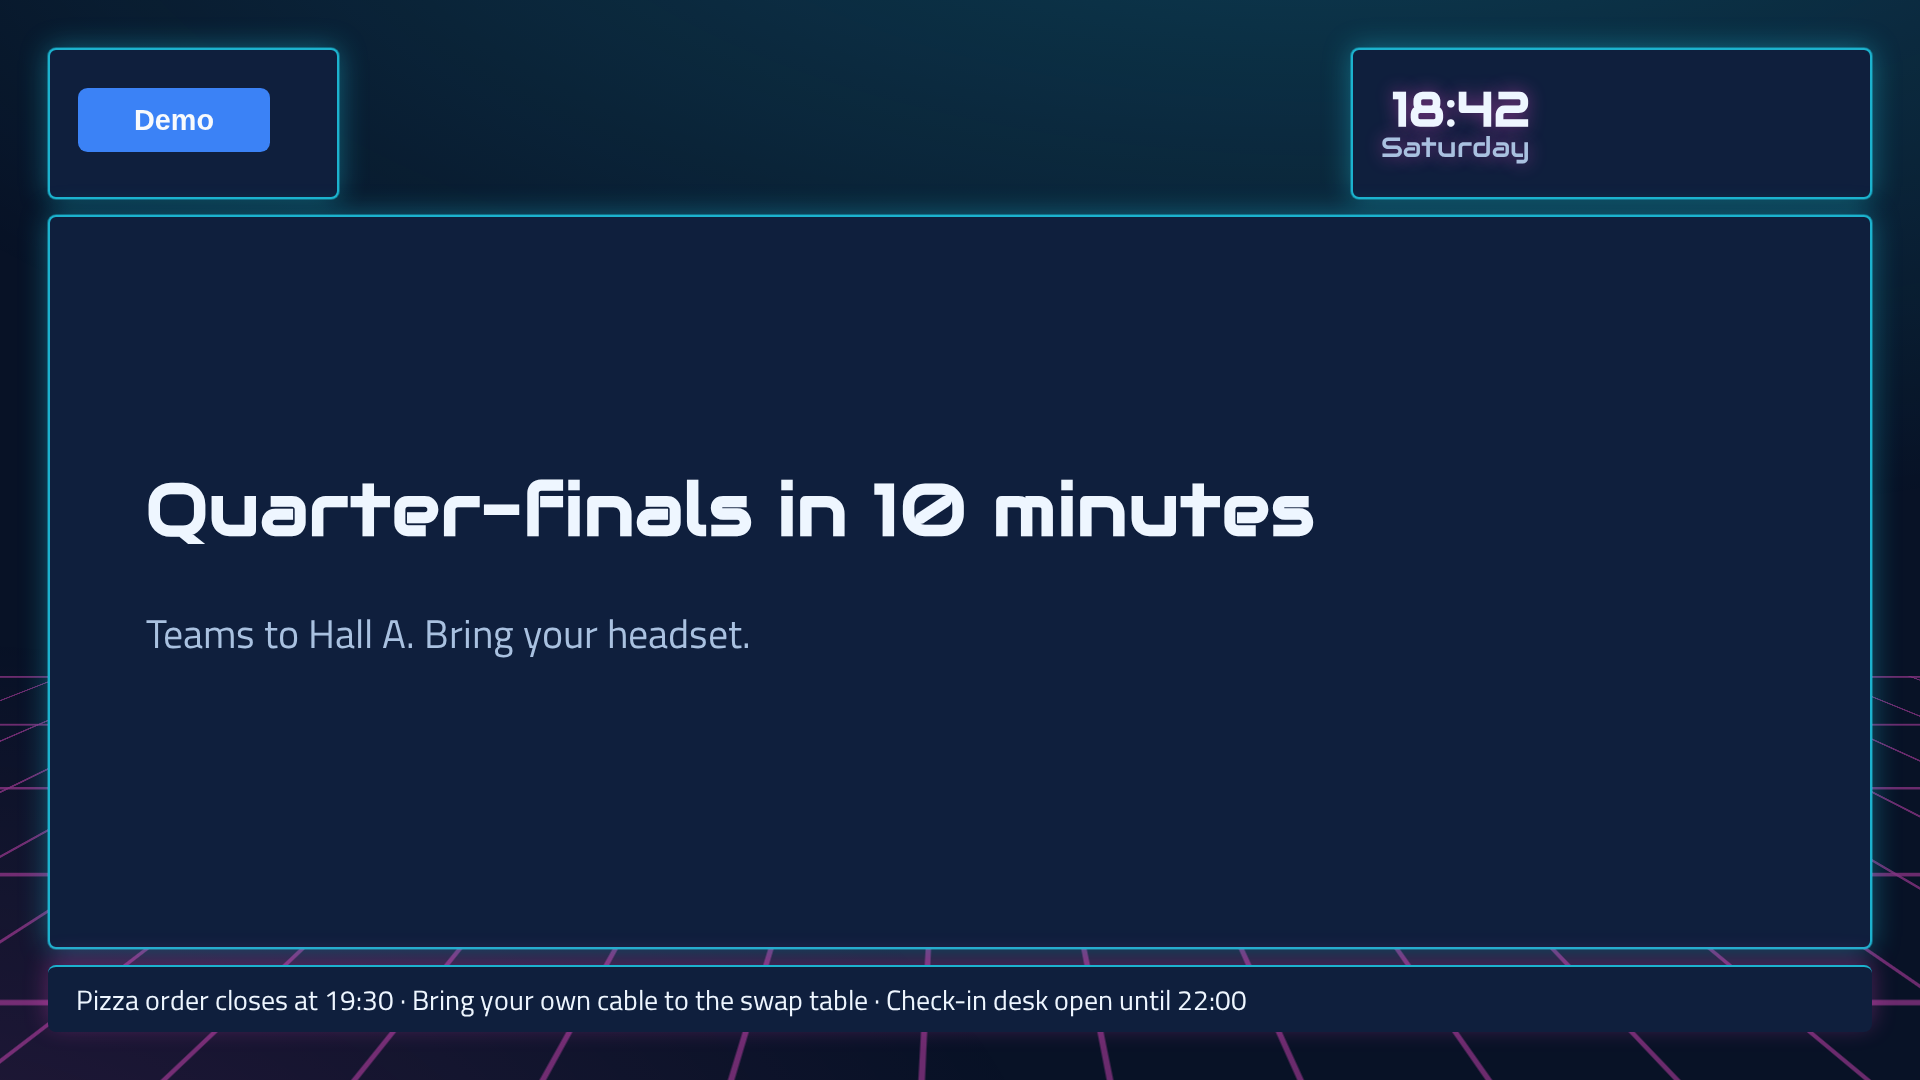 Demo
18:42
Saturday
Quarter-finals in 10 minutes
Teams to Hall A. Bring your headset.
Pizza order closes at 19:30 · Bring your own cable to the swap table · Check-in desk open until 22:00